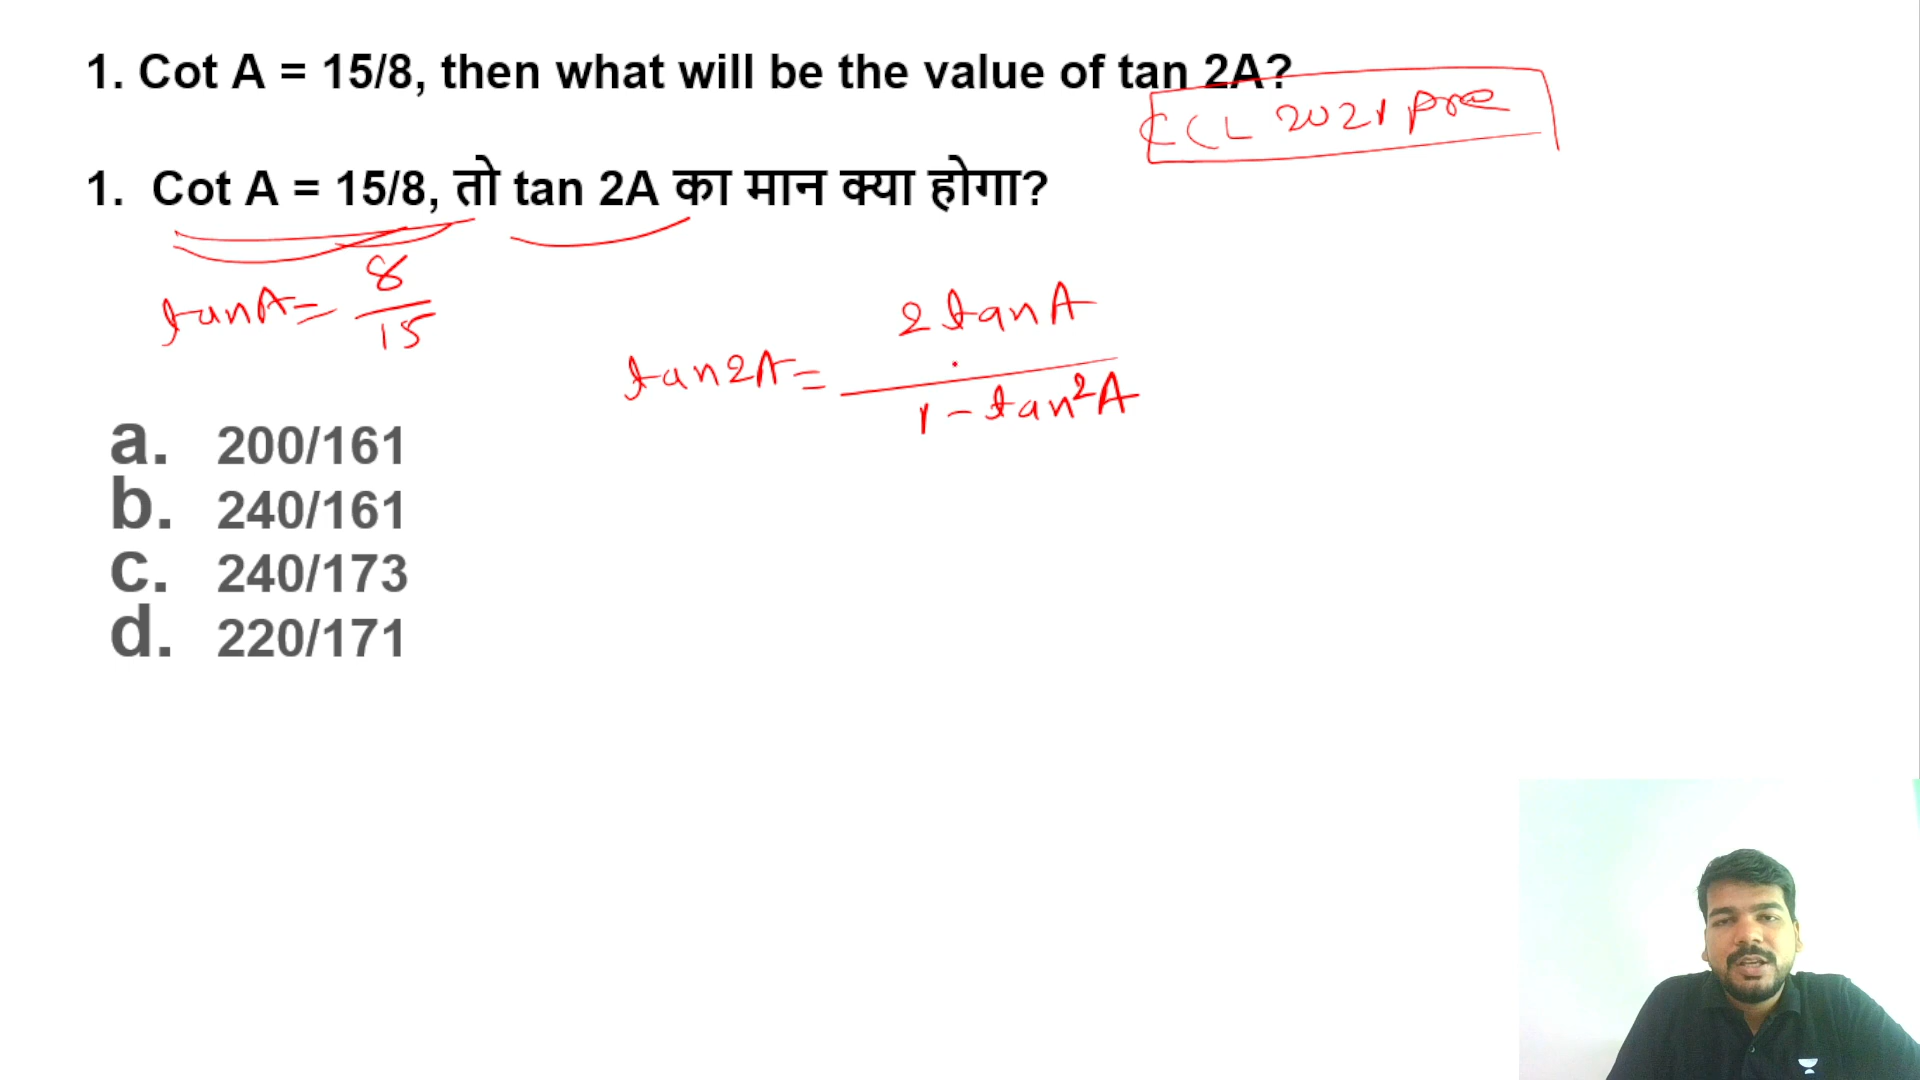 1. Cot A = 15/8, then what will be the value of tan 2A?
CCL 2021 pre
1. Cot A = 15/8, तो tan 2A का मान क्या होगा?
tanA = 8/15
tan2A = 2tanA / 1 - tan²A
a. 200/161
b. 240/161
c. 240/173
d. 220/171